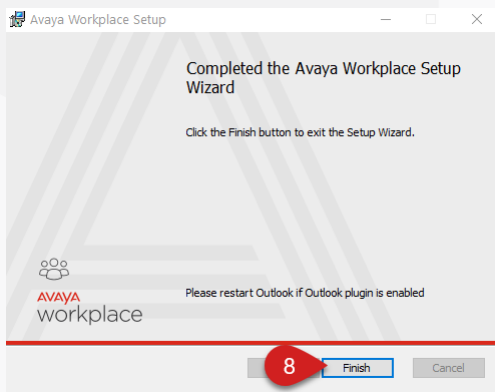 Avaya Workplace Setup
Completed the Avaya Workplace Setup
Wizard
Click the Finish button to exit the Setup Wizard.
AVAYA
workplace
Please restart Outlook if Outlook plugin is enabled
8
Finish
Cancel